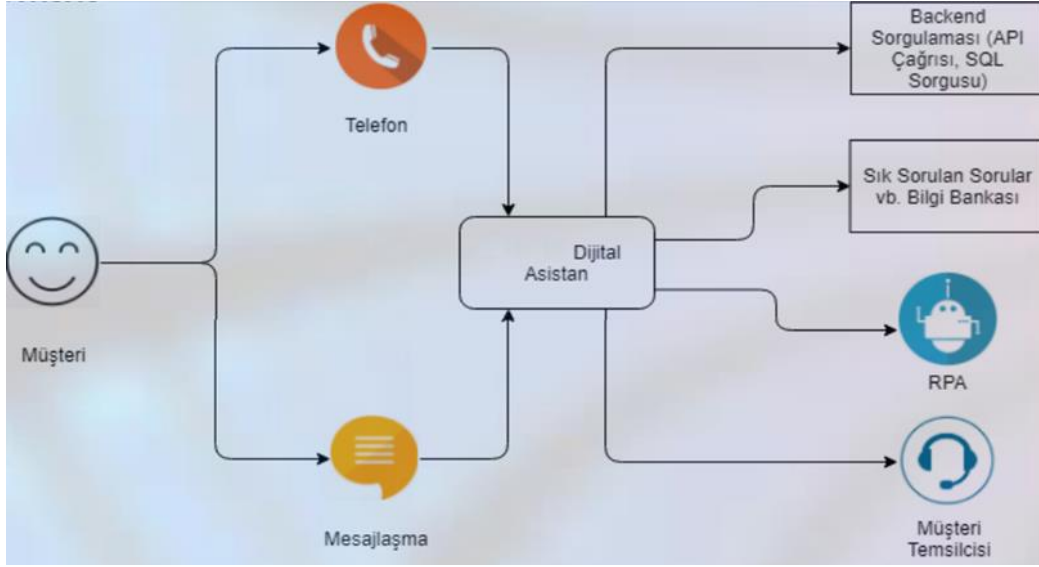 Telefon
Müşteri
Mesajlaşma
Dijital
Asistan
Backend
Sorgulaması (API
Çağrısı, SQL
Sorgusu)
Sık Sorulan Sorular
vb. Bilgi Bankası
RPA
Müşteri
Temsilcisi